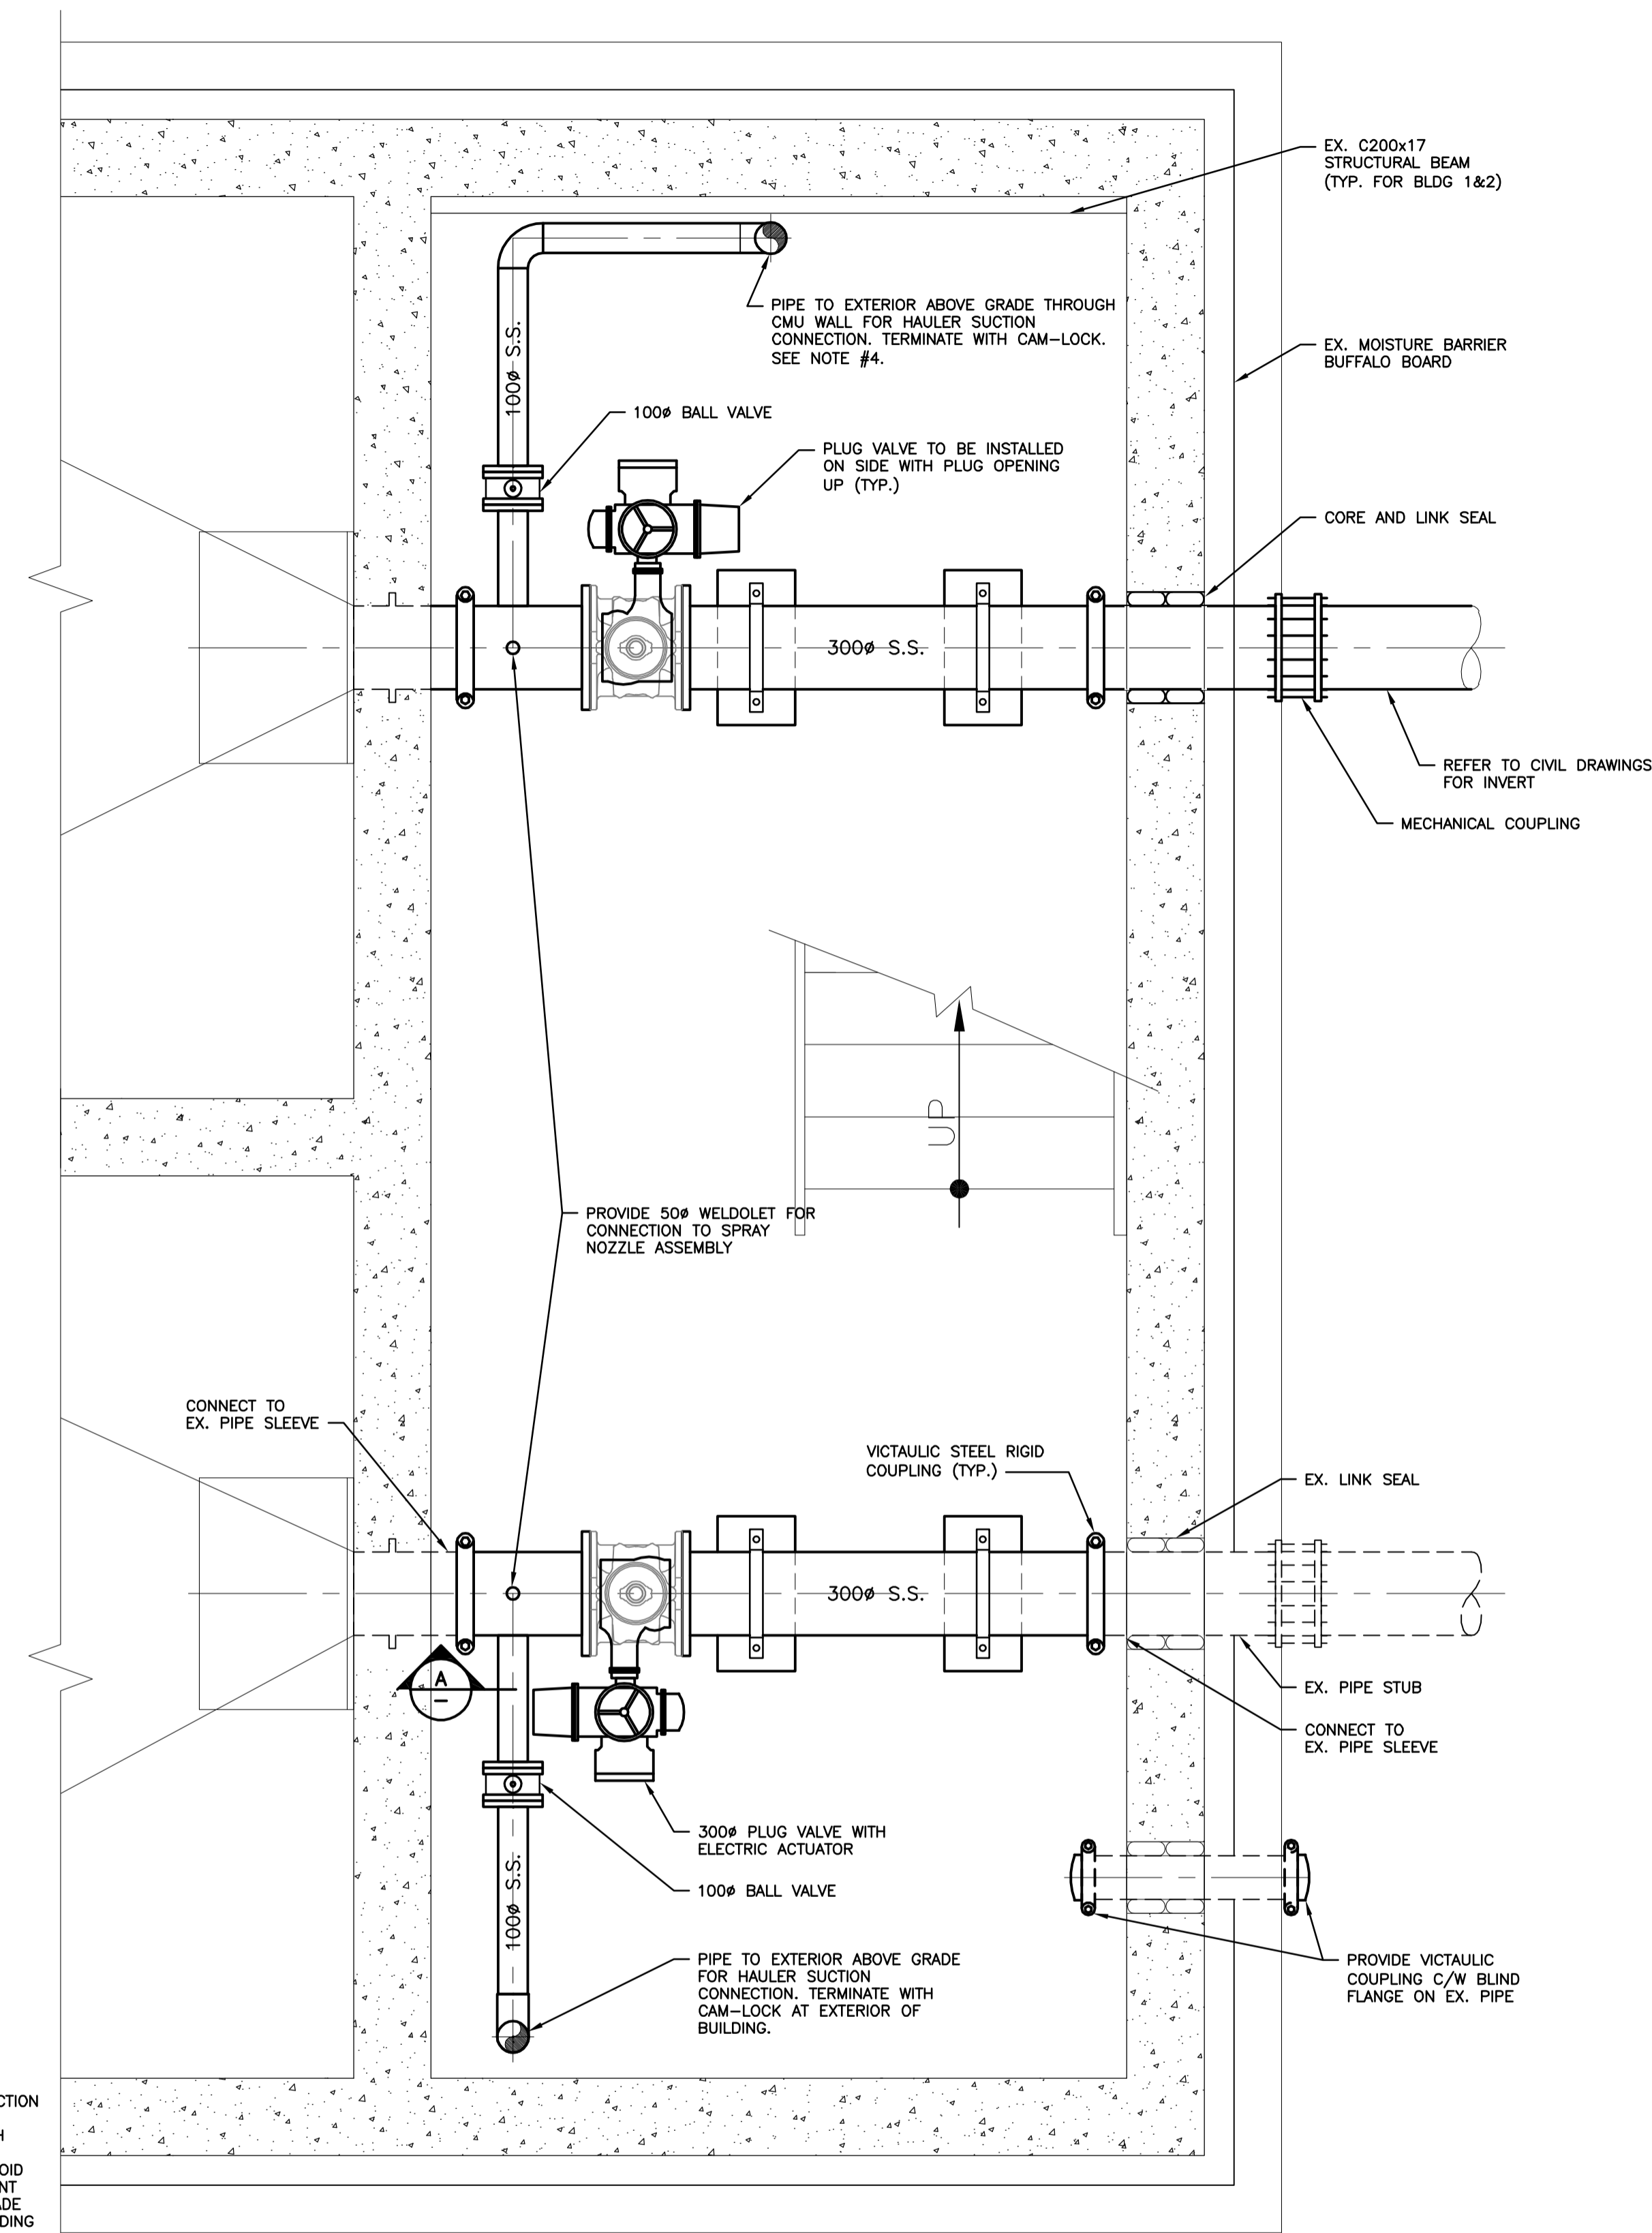 EX. C200x17
STRUCTURAL BEAM
(TYP. FOR BLDG 1&2)
PIPE TO EXTERIOR ABOVE GRADE THROUGH
CMU WALL FOR HAULER SUCTION
CONNECTION. TERMINATE WITH CAM-LOCK.
SEE NOTE #4.
EX. MOISTURE BARRIER
BUFFALO BOARD
100ø S.S.
100ø BALL VALVE
PLUG VALVE TO BE INSTALLED
ON SIDE WITH PLUG OPENING
UP (TYP.)
CORE AND LINK SEAL
300ø S.S.
REFER TO CIVIL DRAWINGS
FOR INVERT
MECHANICAL COUPLING
UP
PROVIDE 50ø WELDOLET FOR
CONNECTION TO SPRAY
NOZZLE ASSEMBLY
CONNECT TO
EX. PIPE SLEEVE
VICTAULIC STEEL RIGID
COUPLING (TYP.)
EX. LINK SEAL
300ø S.S.
A
EX. PIPE STUB
CONNECT TO
EX. PIPE SLEEVE
300ø PLUG VALVE WITH
ELECTRIC ACTUATOR
100ø BALL VALVE
100ø S.S.
PIPE TO EXTERIOR ABOVE GRADE
FOR HAULER SUCTION
CONNECTION. TERMINATE WITH
CAM-LOCK AT EXTERIOR OF
BUILDING.
PROVIDE VICTAULIC
COUPLING C/W BLIND
FLANGE ON EX. PIPE
CTION
H
OID
NT
ADE
DING